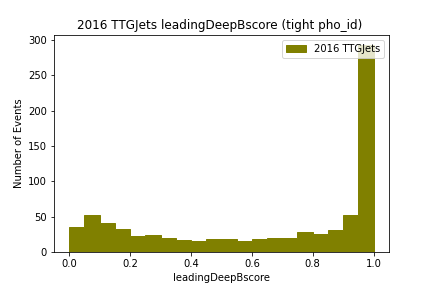 2016 TTGJets leadingDeepBscore (tight pho_id)
2016 TTGJets
Number of Events
300
250
200
150
100
50
0
0.0 0.2 0.4 0.6 0.8 1.0
leadingDeepBscore